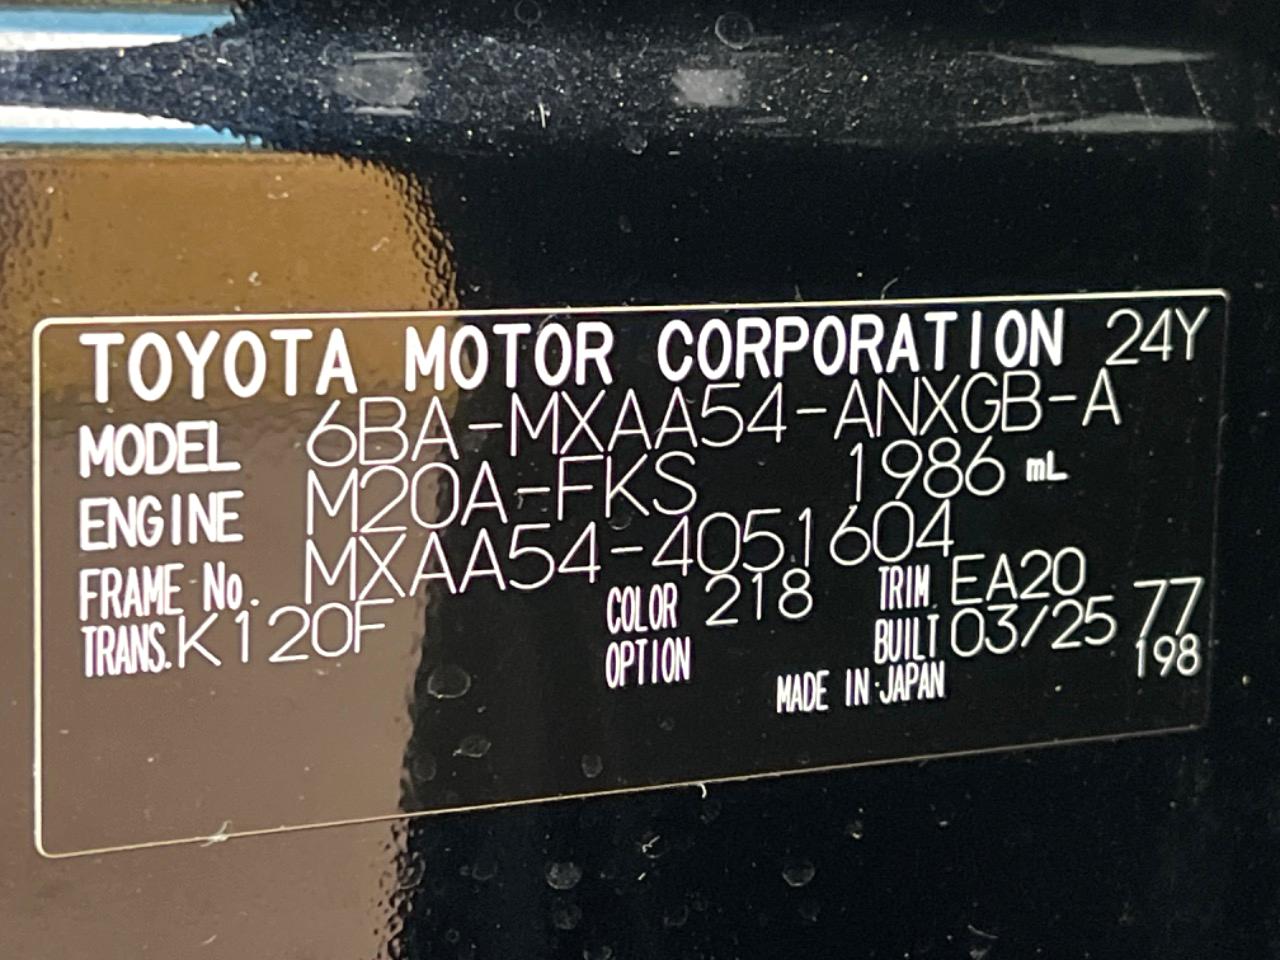 TOYOTA MOTOR CORPORATION 24Y
MODEL 6BA-MXAA54-ANXGB-A
ENGINE M20A-FKS 1986 mL
FRAME No. MXAA54-4051604
TRANS. K120F COLOR 218 TRIM EA20
OPTION BUILT 03/25 77
MADE IN JAPAN 198